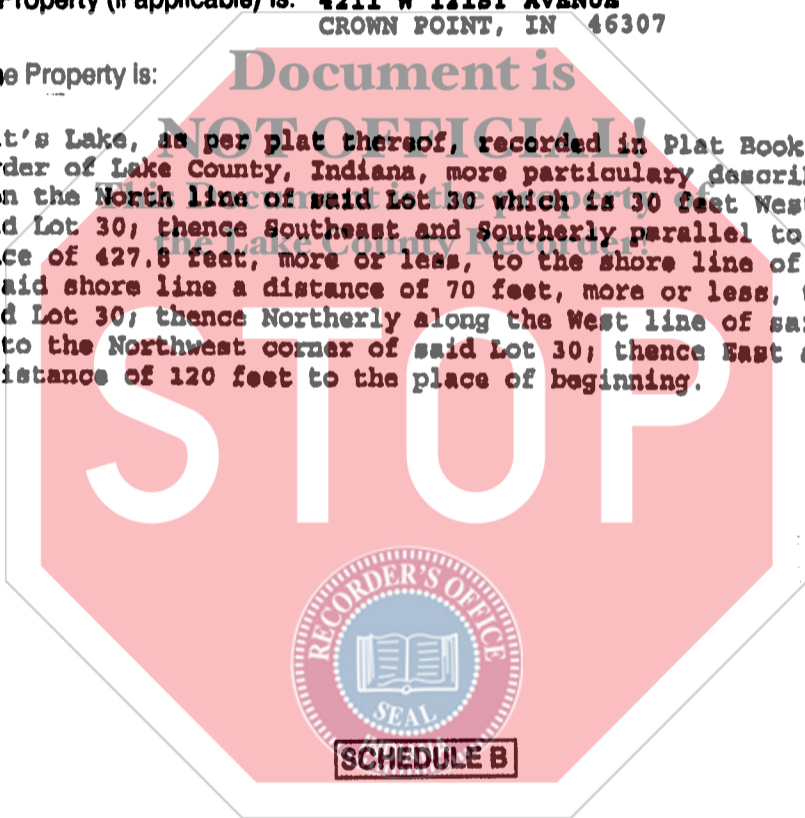 Property (if applicable) is: 4211 W 121ST AVENUE
CROWN POINT, IN 46307
e Property is:
t's Lake, as per plat thereof, recorded in Plat Book
rder of Lake County, Indiana, more particulary describ
n the North line of said Lot 30 which is 30 feet West
d Lot 30; thence Southeast and Southerly parallel to
ce of 427.8 feet, more or less, to the shore line of
aid shore line a distance of 70 feet, more or less,
d Lot 30; thence Northerly along the West line of sa
to the Northwest corner of said Lot 30; thence East a
istance of 120 feet to the place of beginning.
Document is
NOT OFFICIAL!
This Document is the property of
the Lake County Recorder!
STOP
RECORDER'S OFFICE
SEAL
SCHEDULE B